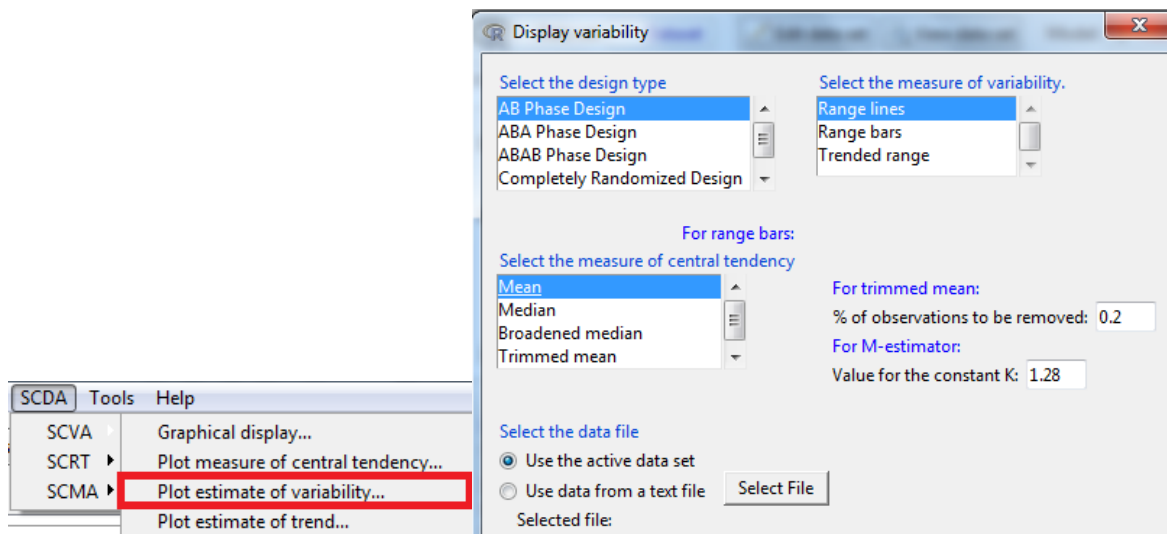 Display variability
Select the design type
AB Phase Design
ABA Phase Design
ABAB Phase Design
Completely Randomized Design
Select the measure of variability.
Range lines
Range bars
Trended range
For range bars:
Select the measure of central tendency
Mean
Median
Broadened median
Trimmed mean
For trimmed mean:
% of observations to be removed: 0.2
For M-estimator:
Value for the constant K: 1.28
Select the data file
Use the active data set
Use data from a text file Select File
Selected file:
SCDA Tools Help
SCVA
SCRT
SCMA
Graphical display...
Plot measure of central tendency...
Plot estimate of variability...
Plot estimate of trend...